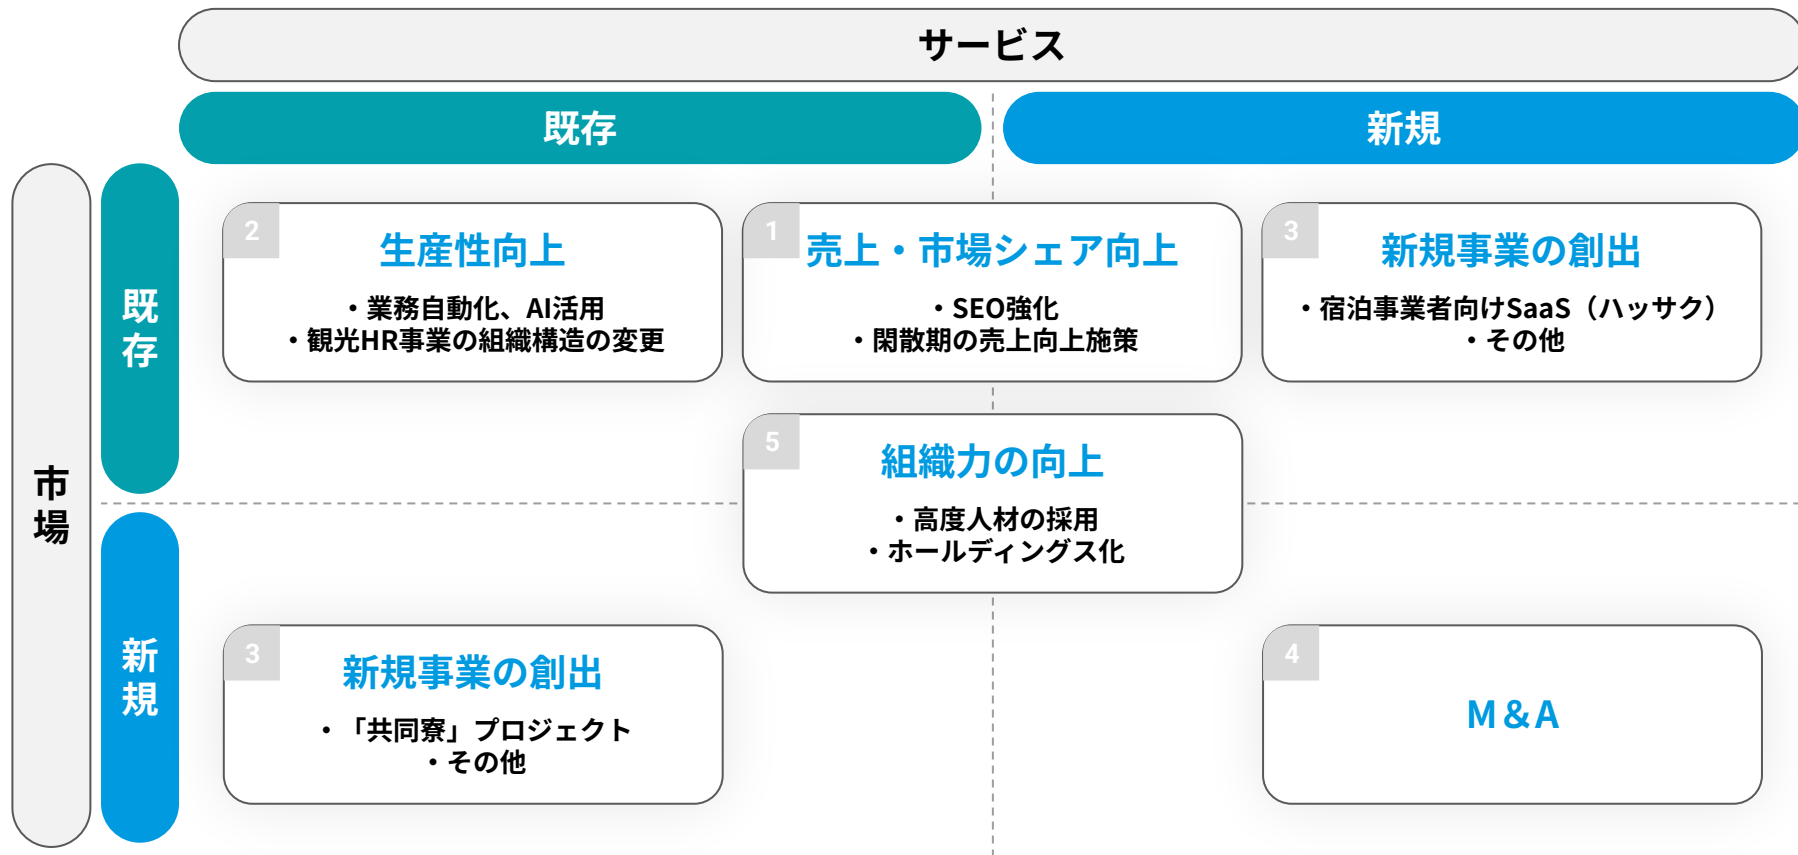 サービス
既存
新規
市場
既存
新規
2
生産性向上
・業務自動化、AI活用
・観光HR事業の組織構造の変更
1
売上・市場シェア向上
・SEO強化
・閑散期の売上向上施策
3
新規事業の創出
・宿泊事業者向けSaaS（ハッサク）
・その他
5
組織力の向上
・高度人材の採用
・ホールディングス化
3
新規事業の創出
・「共同寮」プロジェクト
・その他
4
M＆A